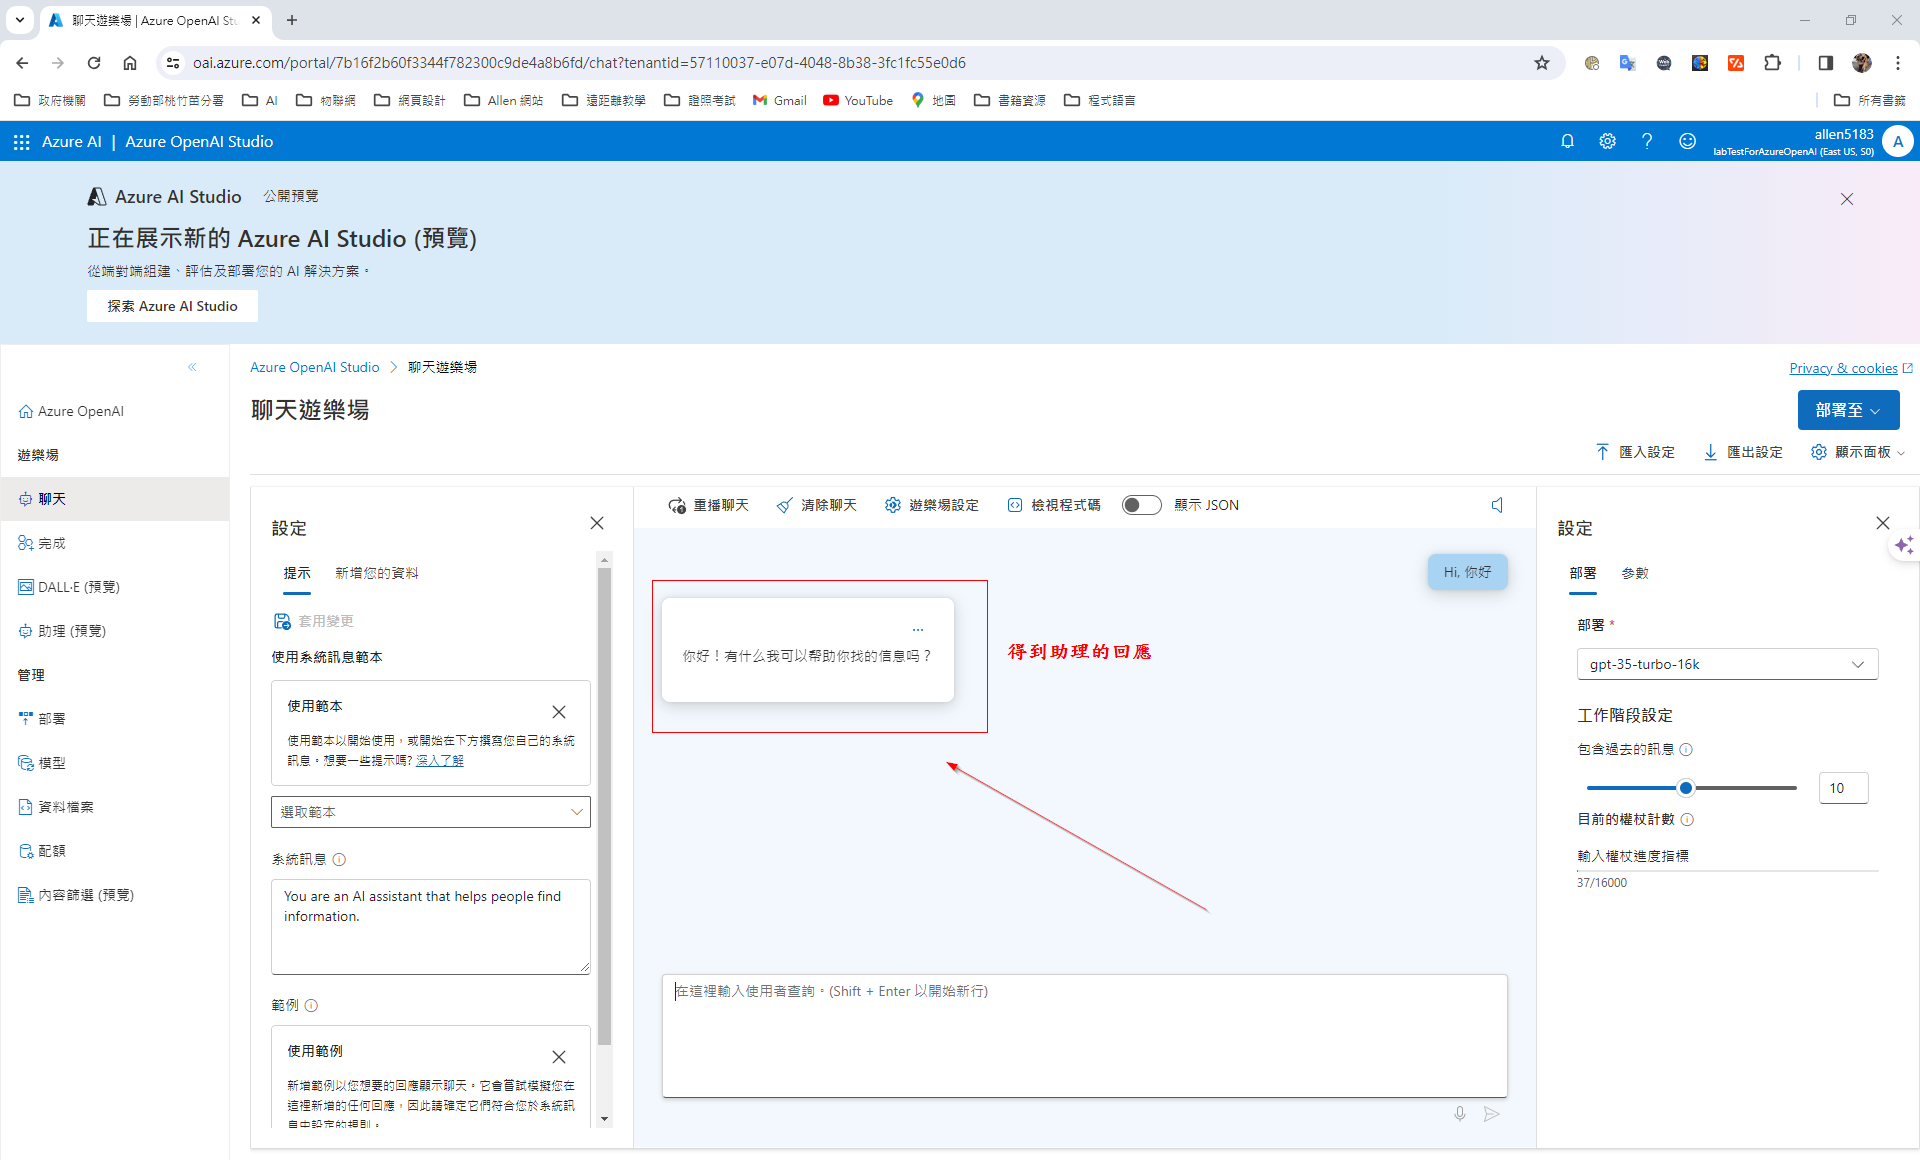 聊天遊樂場 | Azure OpenAI Stu
oai.azure.com/portal/7b16f2b60f3344f782300c9de4a8b6fd/chat?tenantid=57110037-e07d-4048-8b38-3fc1fc55e0d6
政府機關 勞動部桃竹苗分署 AI 物聯網 網頁設計 Allen 網站 遠距離教學 證照考試 Gmail YouTube 地圖 書籍資源 程式語言 所有書籤
Azure AI | Azure OpenAI Studio
allen5183
labTestForAzureOpenAI (East US, S0)
A
Azure AI Studio 公開預覽
正在展示新的 Azure AI Studio (預覽)
從端對端組建、評估及部署您的 AI 解決方案。
探索 Azure AI Studio
Azure OpenAI
遊樂場
聊天
完成
DALL·E (預覽)
助理 (預覽)
管理
部署
模型
資料檔案
配額
內容篩選 (預覽)
Azure OpenAI Studio > 聊天遊樂場
Privacy & cookies
聊天遊樂場
部署至
匯入設定 匯出設定 顯示面板
設定
提示 新增您的資料
套用變更
使用系統訊息範本
使用範本
使用範本以開始使用，或開始在下方撰寫您自己的系統
訊息。想要一些提示嗎? 深入了解
選取範本
系統訊息
You are an AI assistant that helps people find
information.
範例
使用範例
新增範例以您想要的回應顯示聊天。它會嘗試模擬您在
這裡新增的任何回應，因此請確定它們符合您於系統訊
息中設定的規則。
重播聊天 清除聊天 遊樂場設定 檢視程式碼 顯示 JSON
Hi, 你好
...
你好！有什么我可以帮助你找的信息吗？
得到助理的回應
在這裡輸入使用者查詢。(Shift + Enter 以開始新行)
設定
部署 參數
部署 *
gpt-35-turbo-16k
工作階段設定
包含過去的訊息
10
目前的權杖計數
輸入權杖進度指標
37/16000